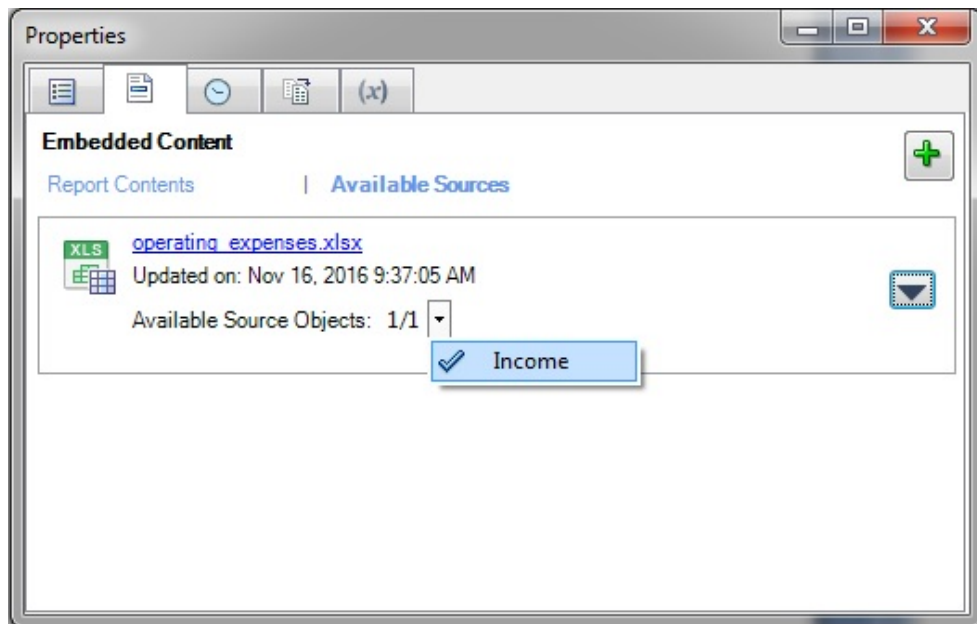 Properties
(x)
Embedded Content
Report Contents | Available Sources
XLS operating_expenses.xlsx
Updated on: Nov 16, 2016 9:37:05 AM
Available Source Objects: 1/1
Income